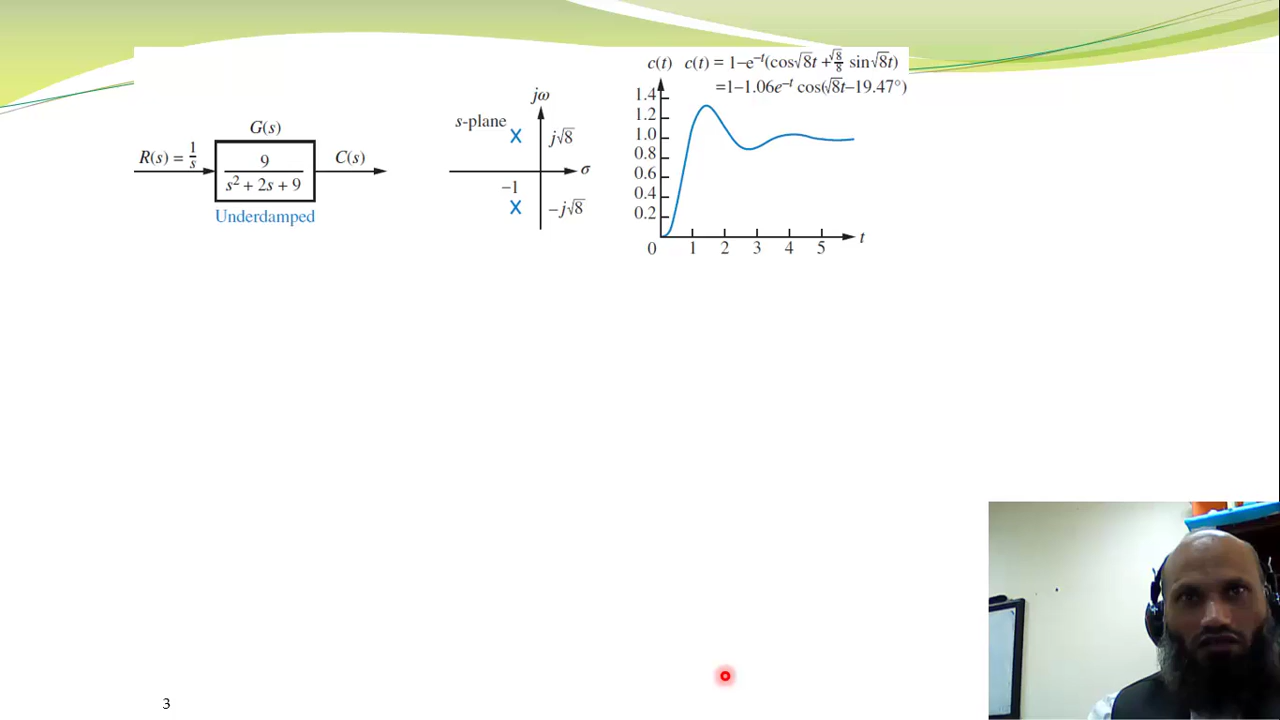 G(s)
R(s) = 1/s
9
s² + 2s + 9
C(s)
Underdamped
jω
s-plane
j√8
σ
−1
−j√8
c(t)
c(t) = 1–e⁻ᵗ(cos√8t + √8/8 sin√8t)
=1–1.06e⁻ᵗ cos(√8t–19.47°)
1.4
1.2
1.0
0.8
0.6
0.4
0.2
0 1 2 3 4 5 t
3